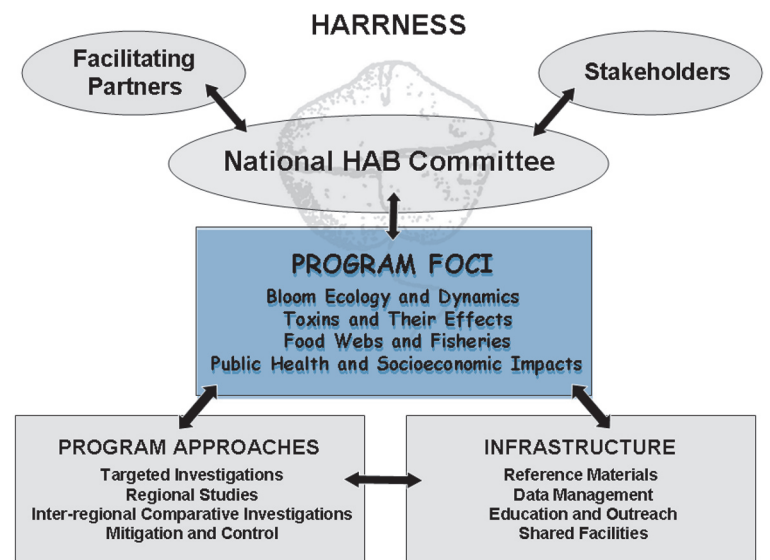 HARRNESS
Facilitating
Partners
Stakeholders
National HAB Committee
PROGRAM FOCI
Bloom Ecology and Dynamics
Toxins and Their Effects
Food Webs and Fisheries
Public Health and Socioeconomic Impacts
PROGRAM APPROACHES
Targeted Investigations
Regional Studies
Inter-regional Comparative Investigations
Mitigation and Control
INFRASTRUCTURE
Reference Materials
Data Management
Education and Outreach
Shared Facilities